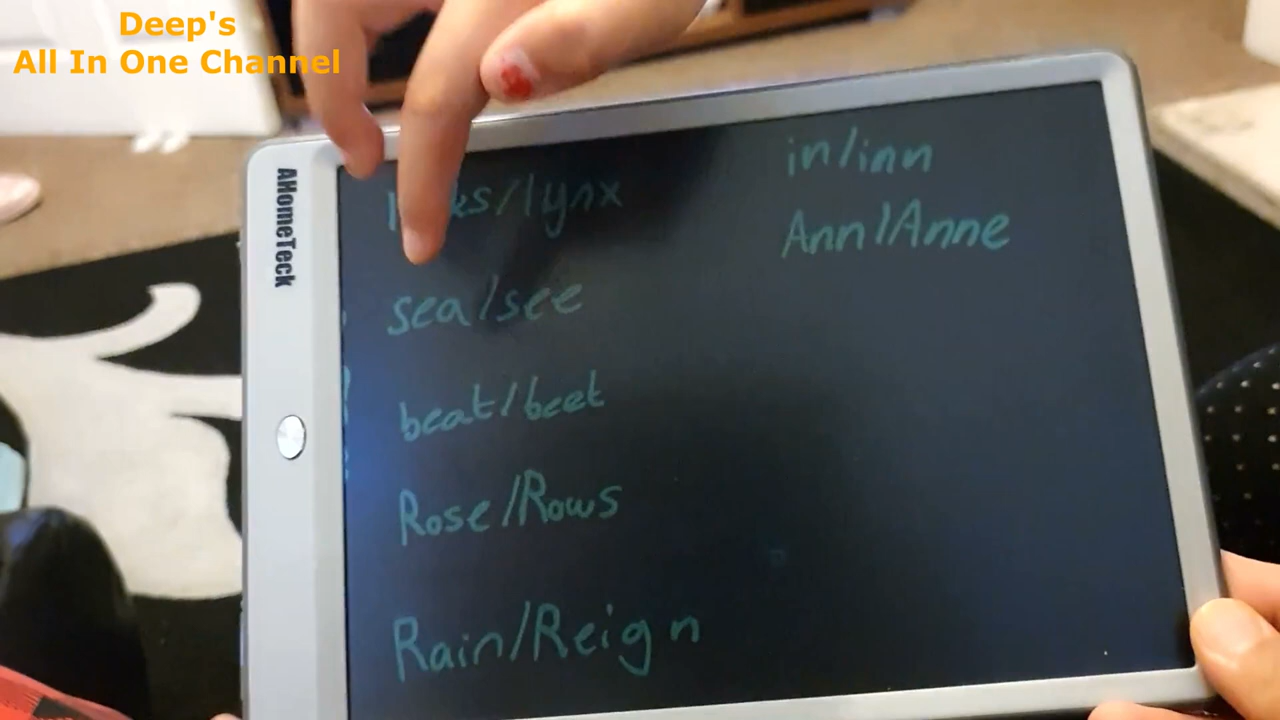 Deep's
All In One Channel
AHomeTeck
/lynx
sea/see
beat/beet
Rose/Rows
Rain/Reign
in/inn
Ann/Anne